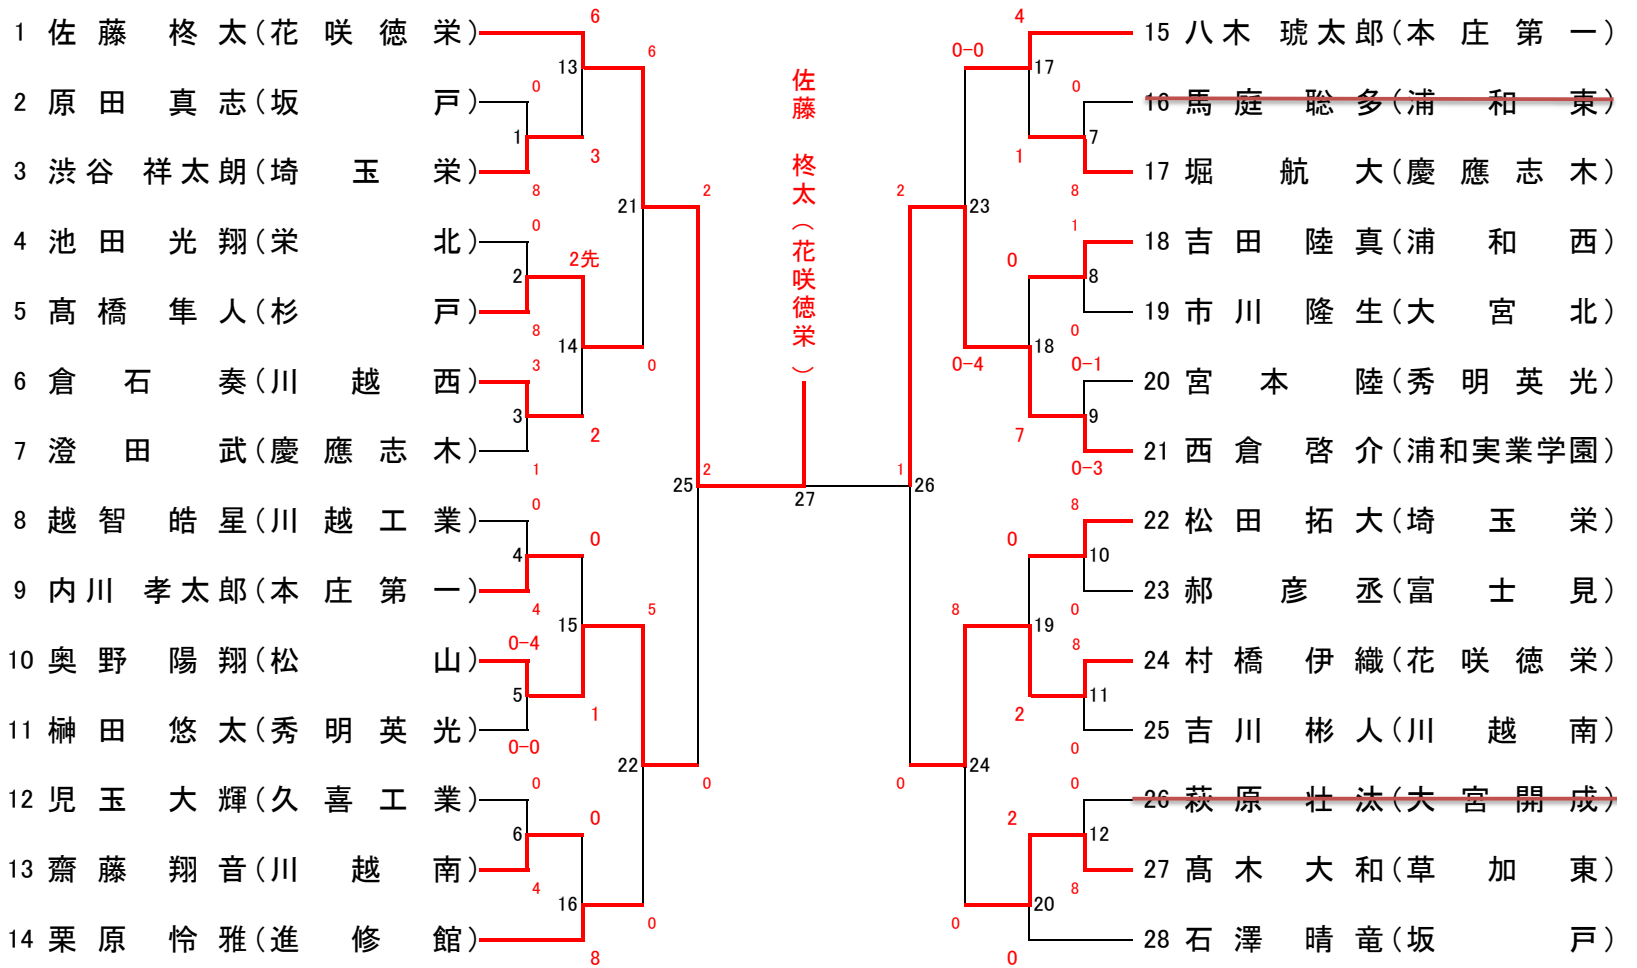 1 佐藤 柊太(花咲徳栄)
2 原田 真志(坂戸)
3 渋谷 祥太朗(埼玉栄)
4 池田 光翔(栄北)
5 髙橋 隼人(杉戸)
6 倉石 奏(川越西)
7 澄田 武(慶應志木)
8 越智 皓星(川越工業)
9 内川 孝太郎(本庄第一)
10 奥野 陽翔(松山)
11 榊田 悠太(秀明英光)
12 児玉 大輝(久喜工業)
13 齋藤 翔音(川越南)
14 栗原 怜雅(進修館)
6
13
0
1
3
8
0
2先
2
8
14
3
3
2
1
0
0
4
4
15
0-4
5
1
0-0
0
0
6
4
16
8
6
21
0
5
22
0
2
25
0
2
佐藤 柊太(花咲徳栄)
27
1
26
0
2
23
0-0
0-4
8
24
0
4
17
0
7
1
8
1
0
8
18
0
0-1
9
7
0-3
8
0
10
19
0
8
11
2
0
0
2
12
8
20
0
15 八木 琥太郎(本庄第一)
16 馬庭 聡多(浦和東)
17 堀 航大(慶應志木)
18 吉田 陸真(浦和西)
19 市川 隆生(大宮北)
20 宮本 陸(秀明英光)
21 西倉 啓介(浦和実業学園)
22 松田 拓大(埼玉栄)
23 郝 彦丞(富士見)
24 村橋 伊織(花咲徳栄)
25 吉川 彬人(川越南)
26 萩原 壮汰(大宮開成)
27 髙木 大和(草加東)
28 石澤 晴竜(坂戸)